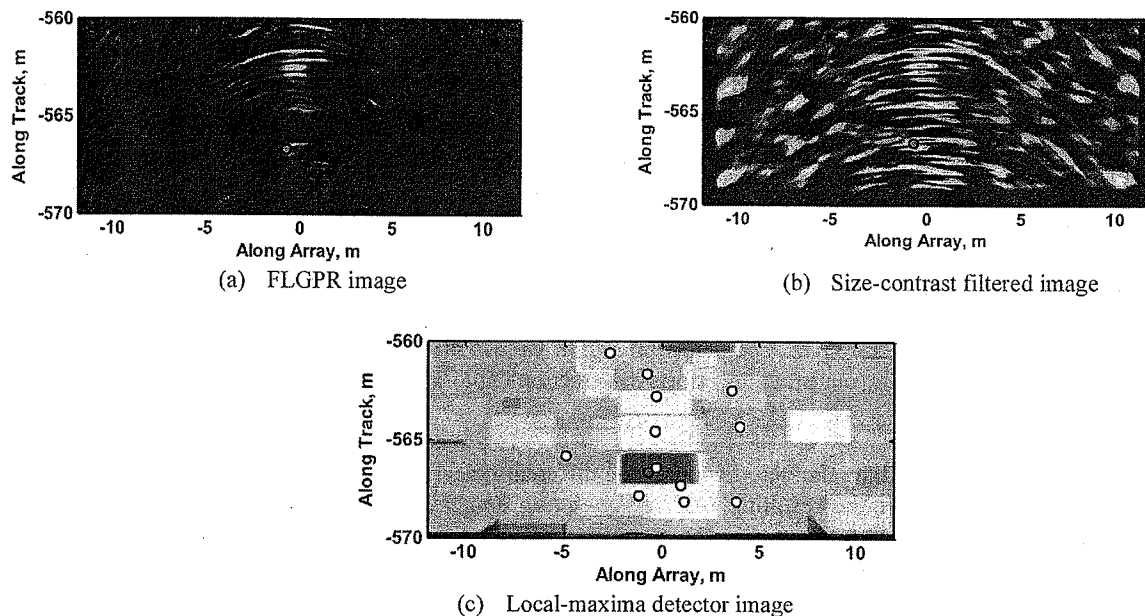 -560
-565
-570
Along Track, m
-10
-5
0
5
10
Along Array, m
(a) FLGPR image
-560
-565
-570
Along Track, m
-10
-5
0
5
10
Along Array, m
(b) Size-contrast filtered image
-560
-565
-570
Along Track, m
-10
-5
0
5
10
Along Array, m
(c) Local-maxima detector image